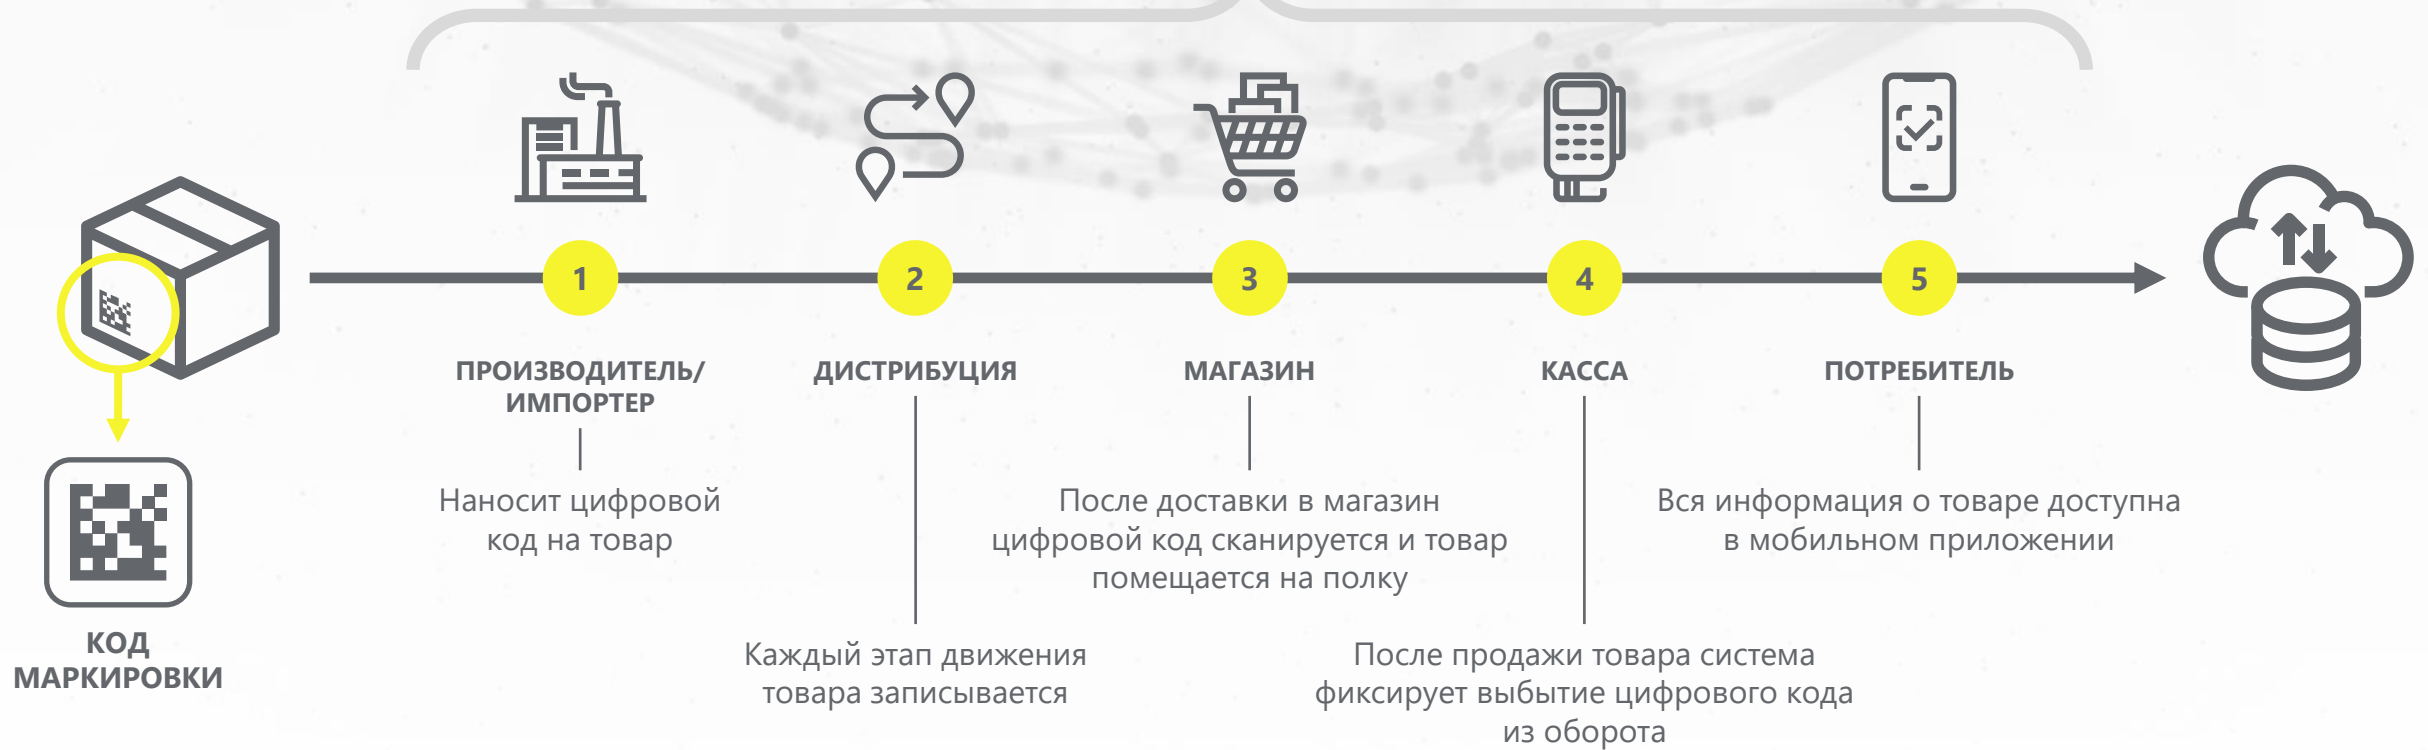 1
2
3
4
5
ПРОИЗВОДИТЕЛЬ/
ИМПОРТЕР
Наносит цифровой
код на товар
ДИСТРИБУЦИЯ
Каждый этап движения
товара записывается
МАГАЗИН
После доставки в магазин
цифровой код сканируется и товар
помещается на полку
КАССА
После продажи товара система
фиксирует выбытие цифрового кода
из оборота
ПОТРЕБИТЕЛЬ
Вся информация о товаре доступна
в мобильном приложении
КОД
МАРКИРОВКИ